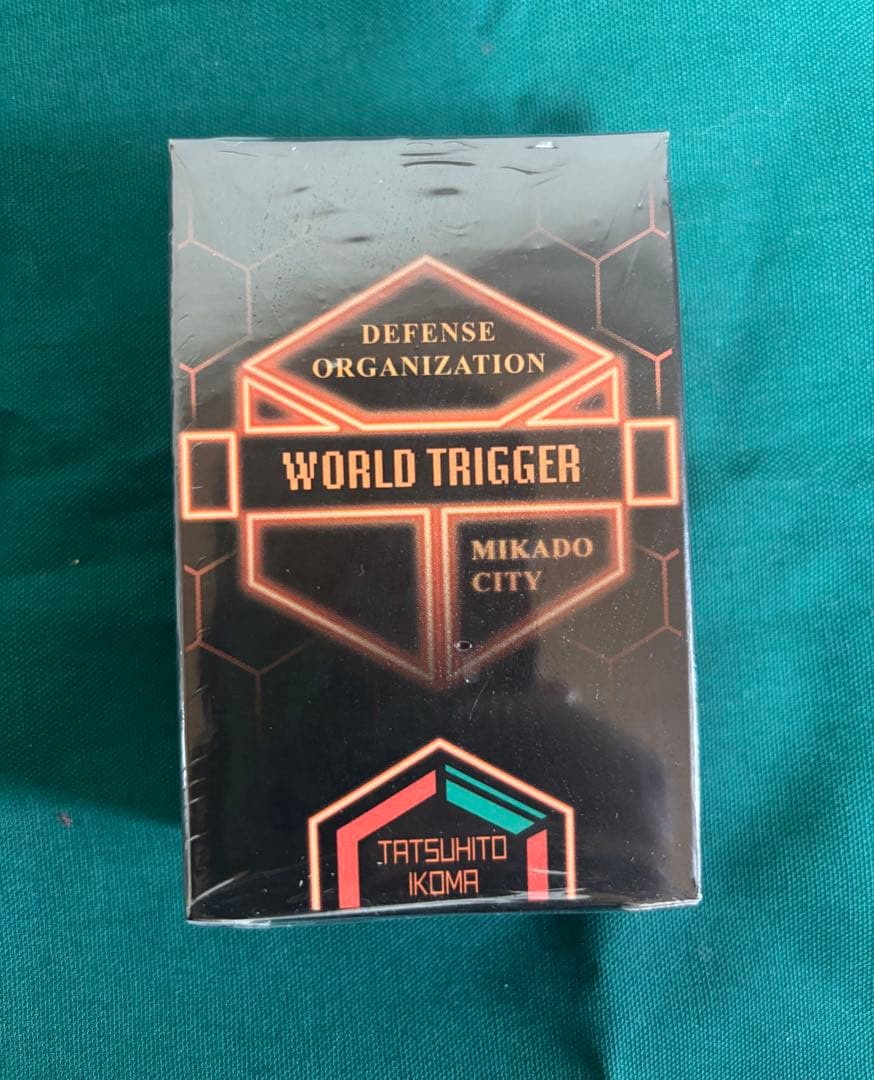 DEFENSE
ORGANIZATION
WORLD TRIGGER
MIKADO
CITY
TATSUHITO
IKOMA